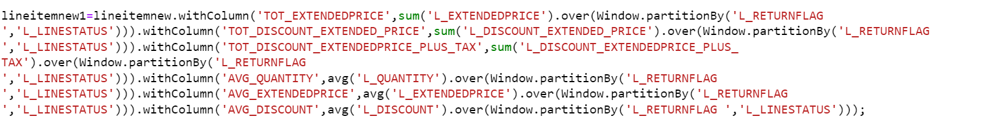 lineitemnew1=lineitemnew.withColumn('TOT_EXTENDEDPRICE',sum('L_EXTENDEDPRICE').over(Window.partitionBy('L_RETURNFLAG
','L_LINESTATUS'))).withColumn('TOT_DISCOUNT_EXTENDED_PRICE',sum('L_DISCOUNT_EXTENDED_PRICE').over(Window.partitionBy('L_RETURNFLAG
','L_LINESTATUS'))).withColumn('TOT_DISCOUNT_EXTENDEDPRICE_PLUS_TAX',sum('L_DISCOUNT_EXTENDEDPRICE_PLUS_
TAX').over(Window.partitionBy('L_RETURNFLAG
','L_LINESTATUS'))).withColumn('AVG_QUANTITY',avg('L_QUANTITY').over(Window.partitionBy('L_RETURNFLAG
','L_LINESTATUS'))).withColumn('AVG_EXTENDEDPRICE',avg('L_EXTENDEDPRICE').over(Window.partitionBy('L_RETURNFLAG
','L_LINESTATUS'))).withColumn('AVG_DISCOUNT',avg('L_DISCOUNT').over(Window.partitionBy('L_RETURNFLAG ','L_LINESTATUS')));